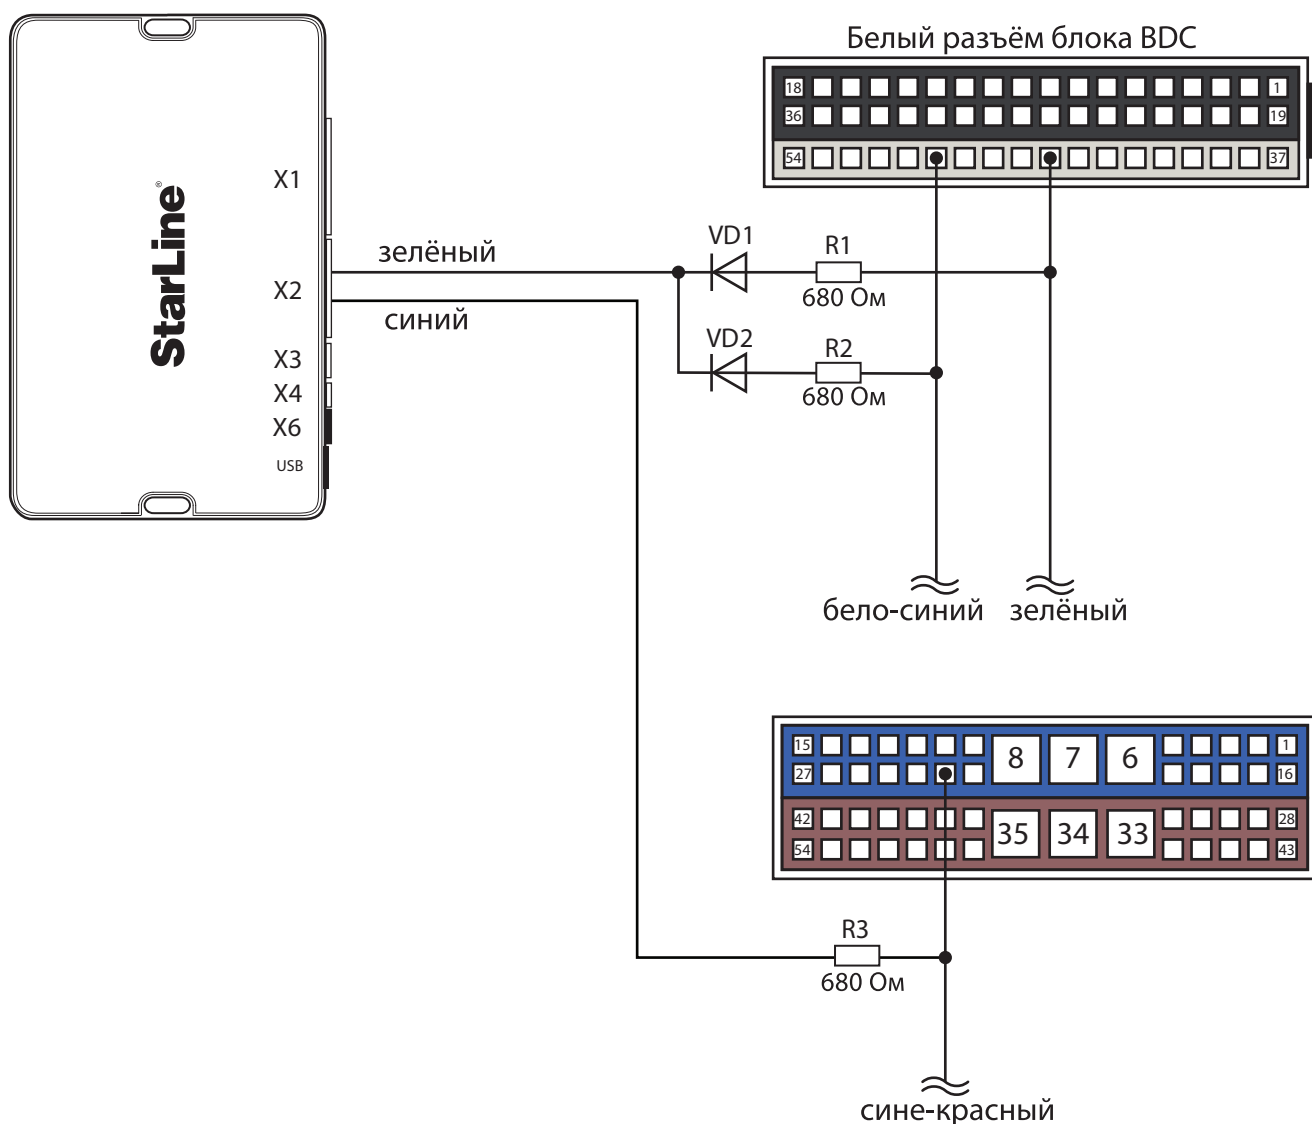 Белый разъём блока BDC
18 1
36 19
54 37
X1
X2
X3
X4
X6
USB
StarLine®
зелёный
синий
VD1
R1
680 Ом
VD2
R2
680 Ом
бело-синий зелёный
15 8 7 6 1
27 16
42 35 34 33 28
54 43
R3
680 Ом
сине-красный